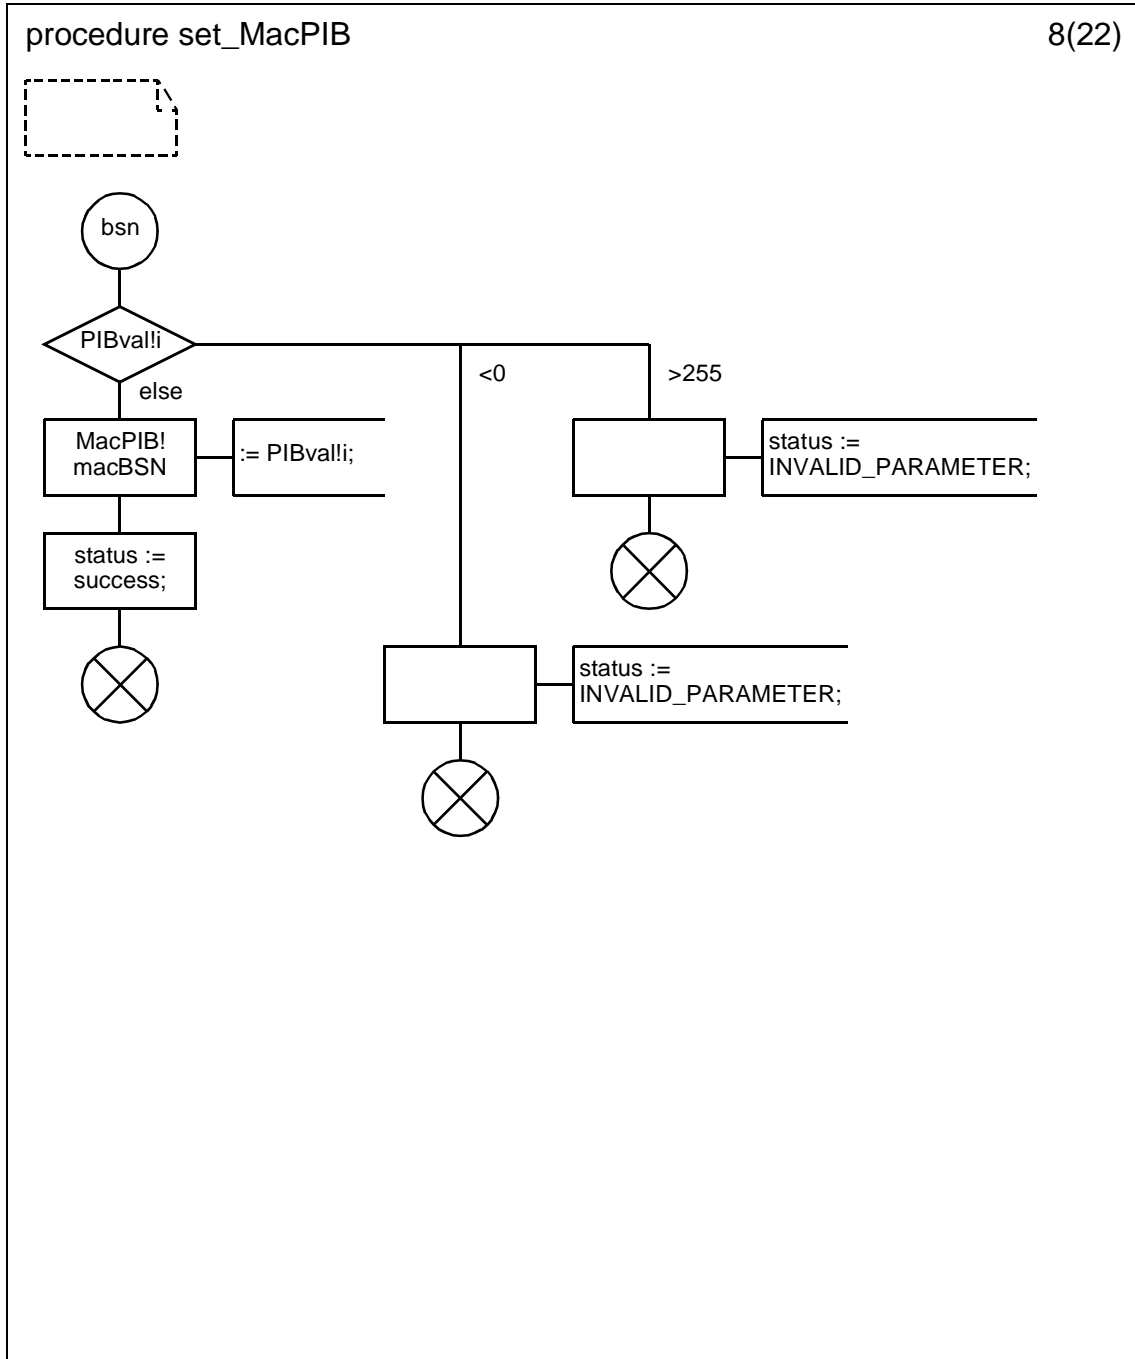 procedure set_MacPIB
8(22)
bsn
PIBval!i
<0
>255
else
MacPIB!
macBSN
:= PIBval!i;
status :=
INVALID_PARAMETER;
status :=
success;
status :=
INVALID_PARAMETER;